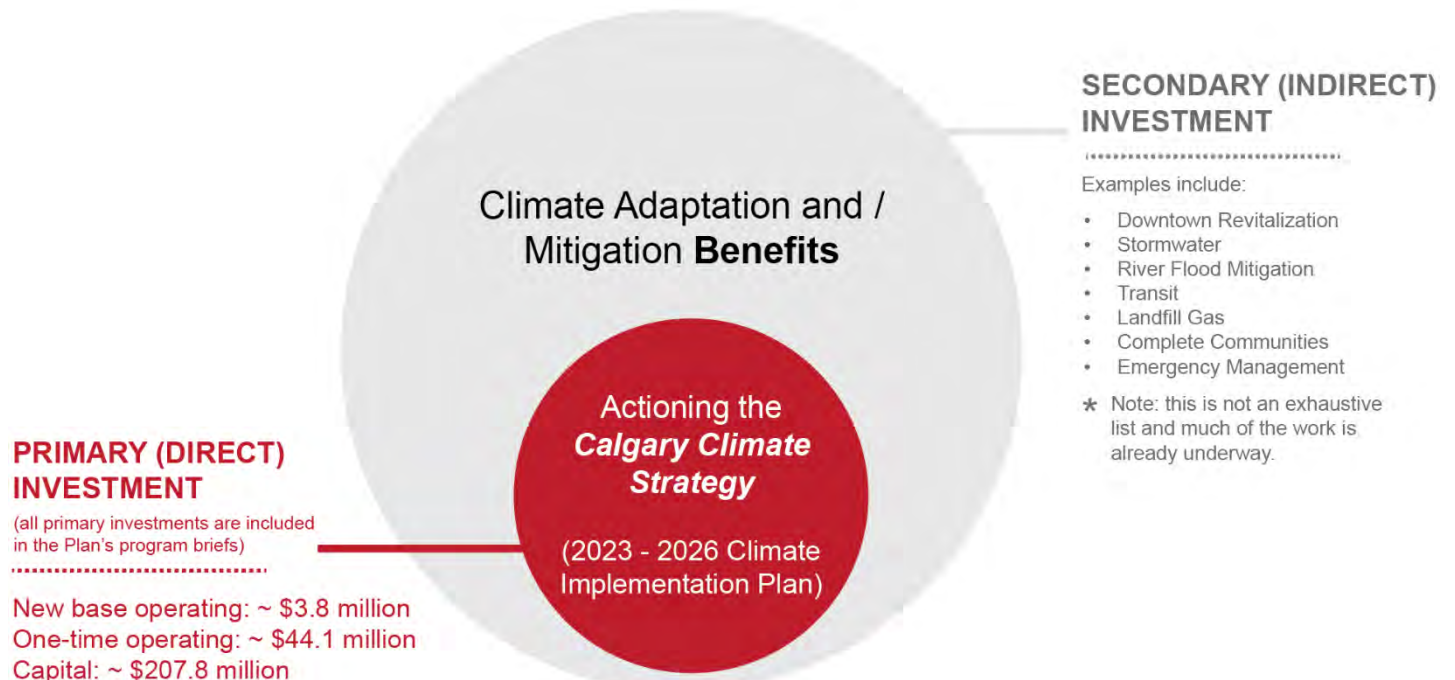 SECONDARY (INDIRECT)
INVESTMENT
Examples include:
• Downtown Revitalization
• Stormwater
• River Flood Mitigation
• Transit
• Landfill Gas
• Complete Communities
• Emergency Management
* Note: this is not an exhaustive
list and much of the work is
already underway.
Climate Adaptation and /
Mitigation Benefits
Actioning the
Calgary Climate
Strategy
(2023 - 2026 Climate
Implementation Plan)
PRIMARY (DIRECT)
INVESTMENT
(all primary investments are included
in the Plan's program briefs)
New base operating: ~ $3.8 million
One-time operating: ~ $44.1 million
Capital: ~ $207.8 million